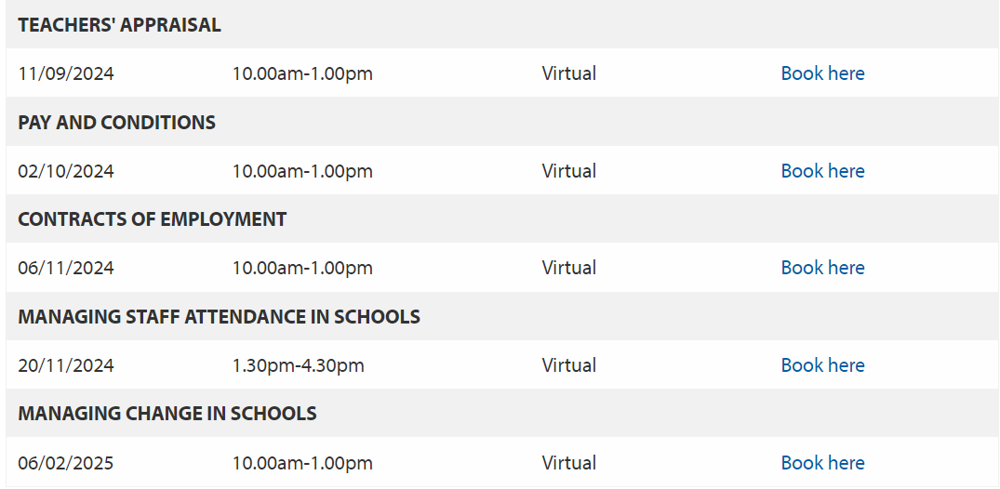 TEACHERS' APPRAISAL
11/09/2024 10.00am-1.00pm Virtual Book here
PAY AND CONDITIONS
02/10/2024 10.00am-1.00pm Virtual Book here
CONTRACTS OF EMPLOYMENT
06/11/2024 10.00am-1.00pm Virtual Book here
MANAGING STAFF ATTENDANCE IN SCHOOLS
20/11/2024 1.30pm-4.30pm Virtual Book here
MANAGING CHANGE IN SCHOOLS
06/02/2025 10.00am-1.00pm Virtual Book here